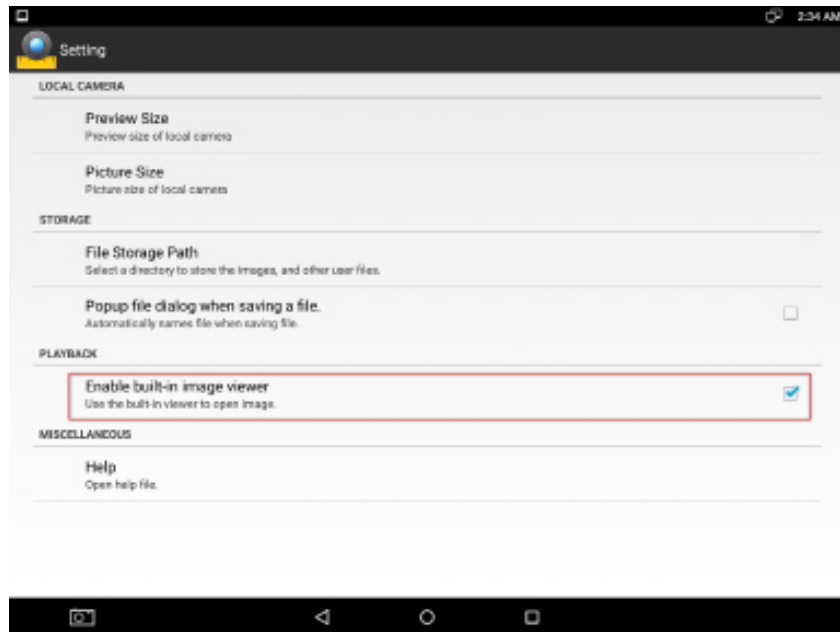 2:34 AM
Setting
LOCAL CAMERA
Preview Size
Preview size of local camera
Picture Size
Picture size of local camera
STORAGE
File Storage Path
Select a directory to store the images, and other user files.
Popup file dialog when saving a file.
Automatically names file when saving file.
PLAYBACK
Enable built-in image viewer
Use the built-in viewer to open image.
MISCELLANEOUS
Help
Open help file.